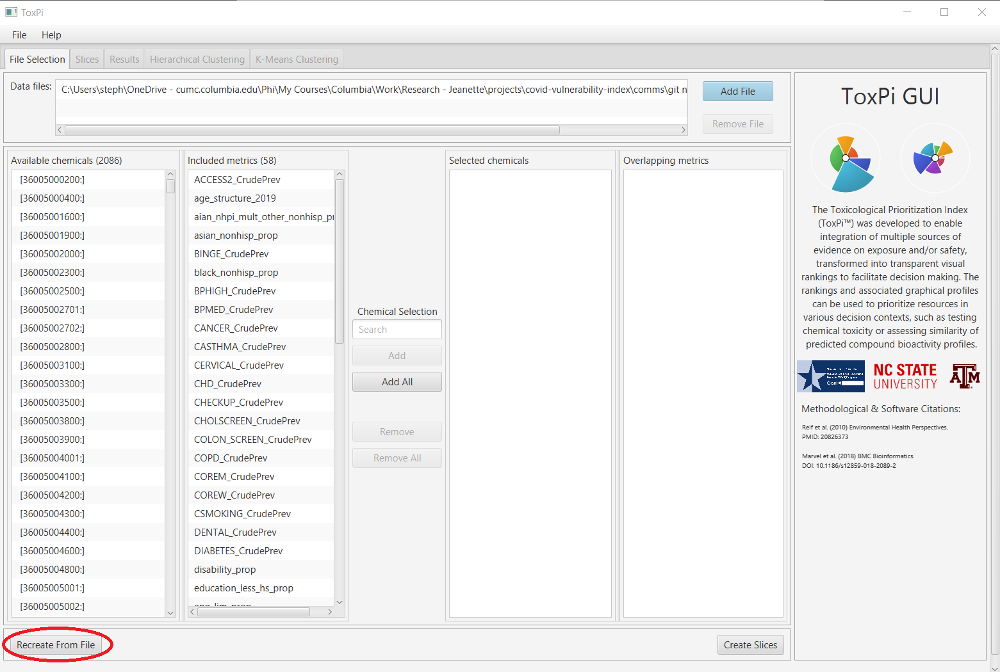 ToxPi
File Help
File Selection Slices Results Hierarchical Clustering K-Means Clustering
Data files:
C:\Users\steph\OneDrive - cumc.columbia.edu\Phi\My Courses\Columbia\Work\Research - Jeanette\projects\covid-vulnerability-index\comms\git n
Add File
Remove File
Available chemicals (2086)
[36005000200:]
[36005000400:]
[36005001600:]
[36005001900:]
[36005002000:]
[36005002300:]
[36005002500:]
[36005002701:]
[36005002702:]
[36005002800:]
[36005003100:]
[36005003300:]
[36005003500:]
[36005003800:]
[36005003900:]
[36005004001:]
[36005004100:]
[36005004200:]
[36005004300:]
[36005004400:]
[36005004600:]
[36005004800:]
[36005005001:]
[36005005002:]
Included metrics (58)
ACCESS2_CrudePrev
age_structure_2019
aian_nhpi_mult_other_nonhisp_pr
asian_nonhisp_prop
BINGE_CrudePrev
black_nonhisp_prop
BPHIGH_CrudePrev
BPMED_CrudePrev
CANCER_CrudePrev
CASTHMA_CrudePrev
CERVICAL_CrudePrev
CHD_CrudePrev
CHECKUP_CrudePrev
CHOLSCREEN_CrudePrev
COLON_SCREEN_CrudePrev
COPD_CrudePrev
COREM_CrudePrev
COREW_CrudePrev
CSMOKING_CrudePrev
DENTAL_CrudePrev
DIABETES_CrudePrev
disability_prop
education_less_hs_prop
eng_lim_prop
Chemical Selection
Search
Add
Add All
Remove
Remove All
Selected chemicals
Overlapping metrics
Recreate From File
Create Slices
ToxPi GUI
The Toxicological Prioritization Index
(ToxPi™) was developed to enable
integration of multiple sources of
evidence on exposure and/or safety,
transformed into transparent visual
rankings to facilitate decision making. The
rankings and associated graphical profiles
can be used to prioritize resources in
various decision contexts, such as testing
chemical toxicity or assessing similarity of
predicted compound bioactivity profiles.
Grant #
NC STATE
UNIVERSITY
ATM
Methodological & Software Citations:
Reif et al. (2010) Environmental Health Perspectives.
PMID: 20826373
Marvel et al. (2018) BMC Bioinformatics.
DOI: 10.1186/s12859-018-2089-2